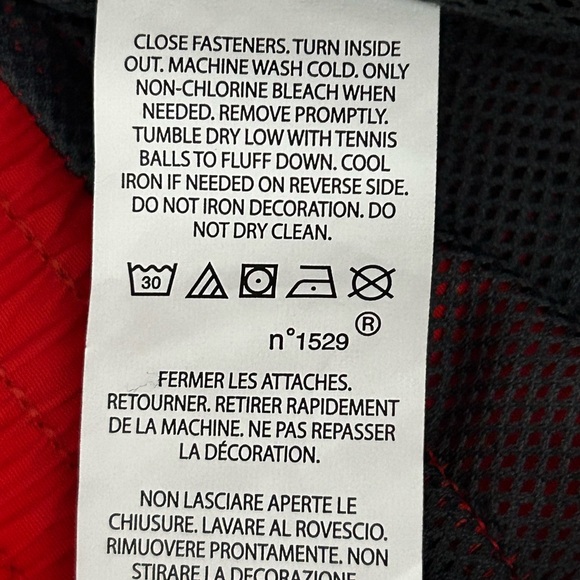 CLOSE FASTENERS. TURN INSIDE
OUT. MACHINE WASH COLD. ONLY
NON-CHLORINE BLEACH WHEN
NEEDED. REMOVE PROMPTLY.
TUMBLE DRY LOW WITH TENNIS
BALLS TO FLUFF DOWN. COOL
IRON IF NEEDED ON REVERSE SIDE.
DO NOT IRON DECORATION. DO
NOT DRY CLEAN.
30
n°1529 ®
FERMER LES ATTACHES.
RETOURNER. RETIRER RAPIDEMENT
DE LA MACHINE. NE PAS REPASSER
LA DÉCORATION.
NON LASCIARE APERTE LE
CHIUSURE. LAVARE AL ROVESCIO.
RIMUOVERE PRONTAMENTE. NON
STIRARE LA DECORAZIONE.